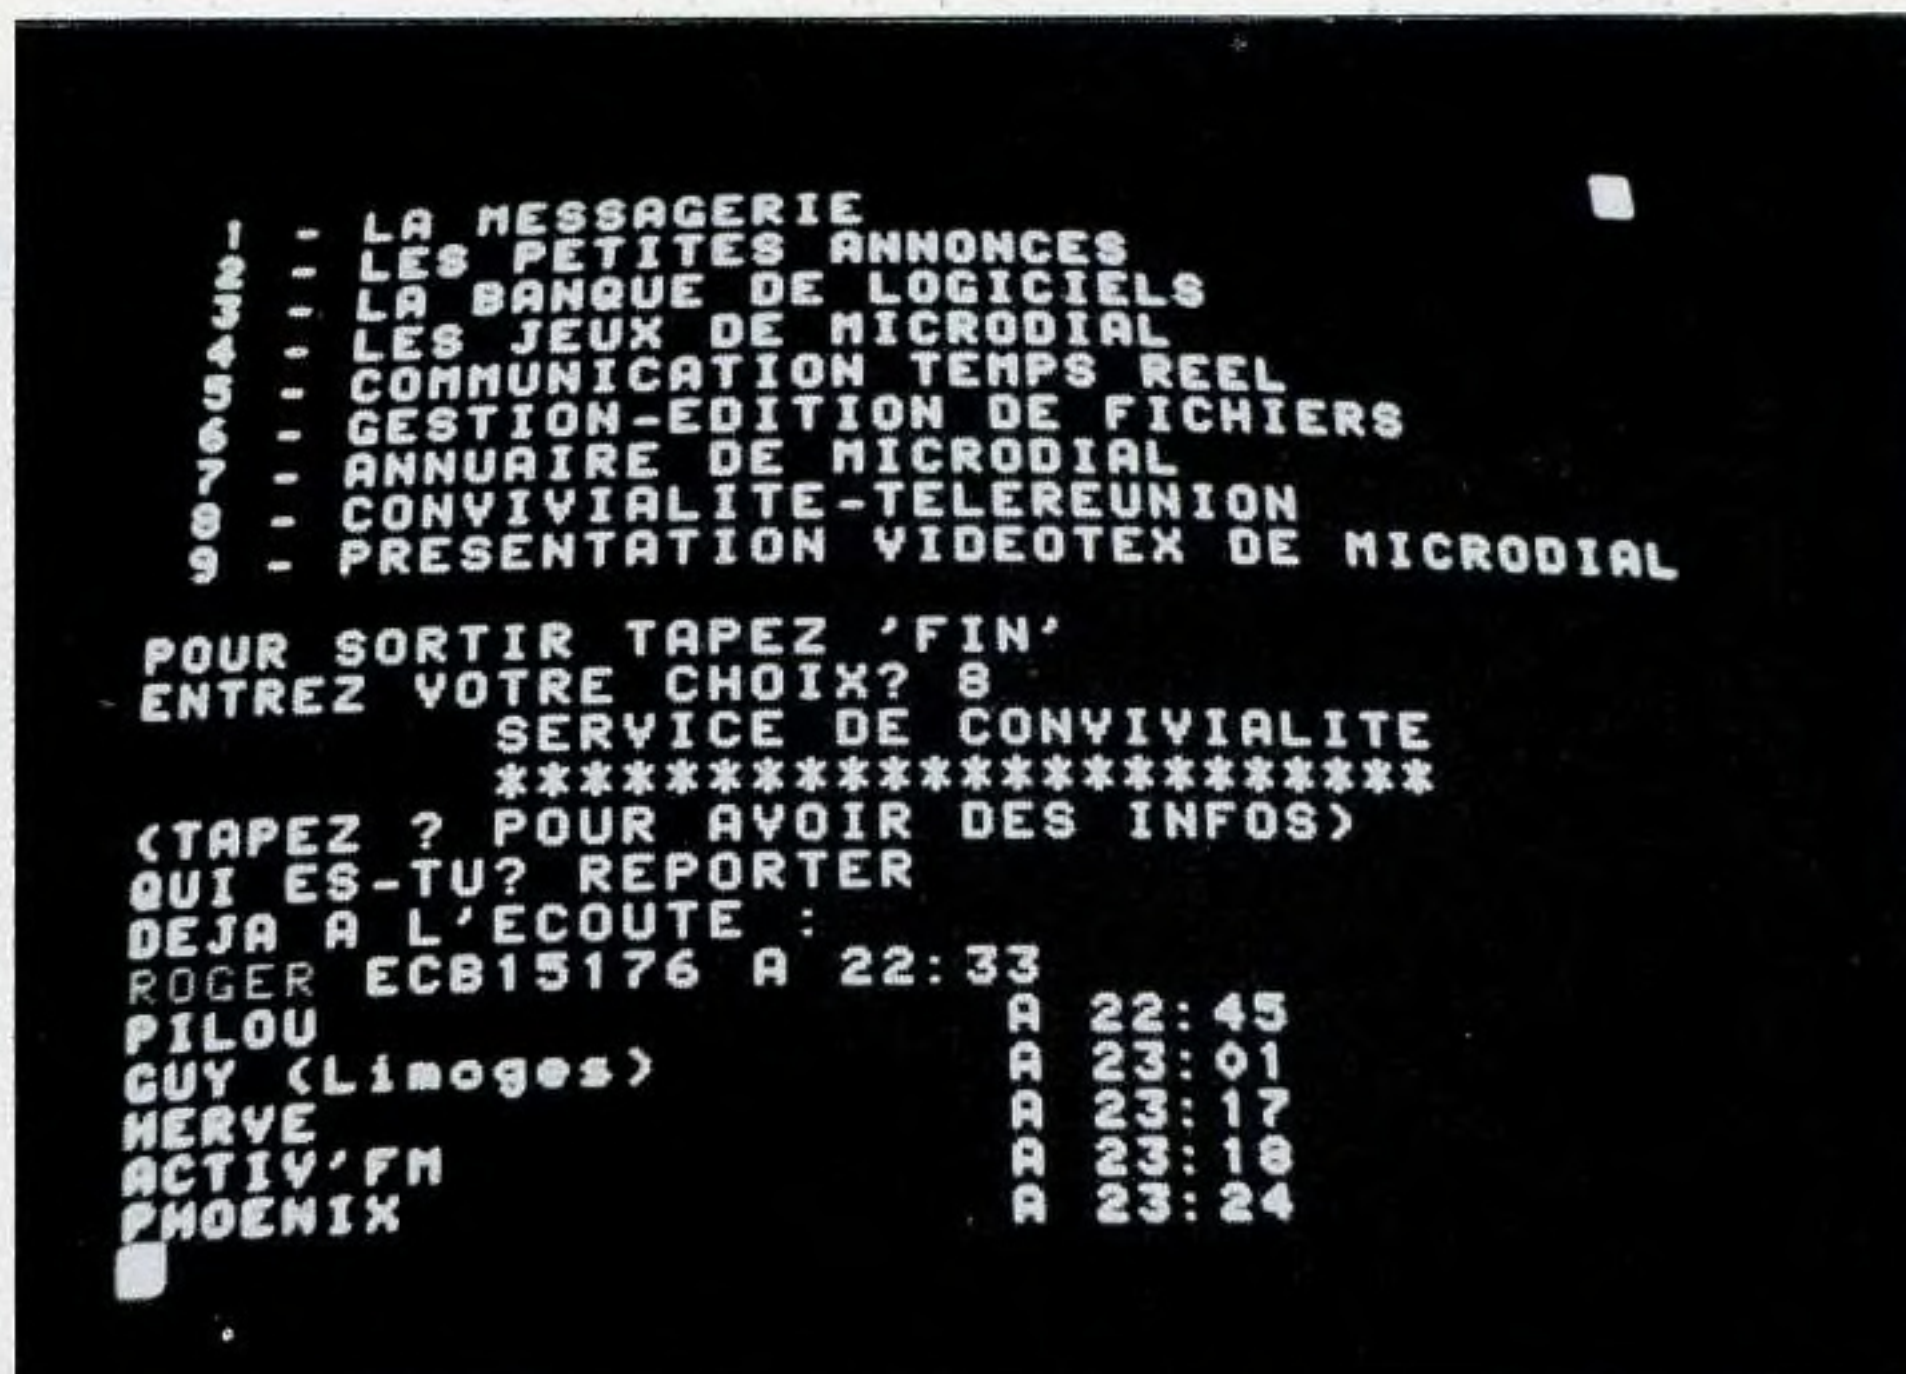 1 - LA MESSAGERIE
2 - LES PETITES ANNONCES
3 - LA BANQUE DE LOGICIELS
4 - LES JEUX DE MICRODIAL
5 - COMMUNICATION TEMPS REEL
6 - GESTION-EDITION DE FICHIERS
7 - ANNUAIRE DE MICRODIAL
8 - CONVIVIALITE-TELEREUNION
9 - PRESENTATION VIDEOTEX DE MICRODIAL
POUR SORTIR TAPEZ 'FIN'
ENTREZ VOTRE CHOIX? 8
SERVICE DE CONVIVIALITE
***********************
(TAPEZ ? POUR AVOIR DES INFOS)
QUI ES-TU? REPORTER
DEJA A L'ECOUTE :
ROGER ECB15176 A 22:33
PILOU A 22:45
GUY (Limoges) A 23:01
HERVE A 23:17
ACTIV'FM A 23:18
PHOENIX A 23:24